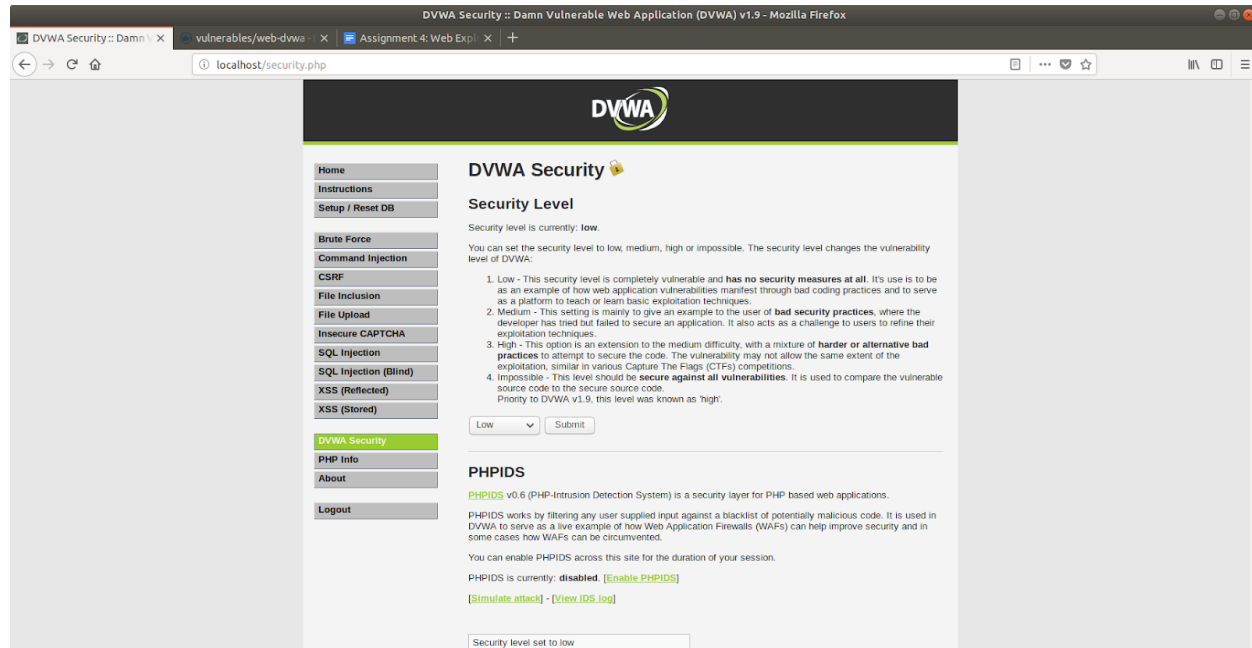 DVWA Security :: Damn Vulnerable Web Application (DVWA) v1.9 - Mozilla Firefox
DVWA Security :: Damn V
vulnerables/web-dvwa -
Assignment 4: Web Expl
localhost/security.php
DVWA
Home
Instructions
Setup / Reset DB
Brute Force
Command Injection
CSRF
File Inclusion
File Upload
Insecure CAPTCHA
SQL Injection
SQL Injection (Blind)
XSS (Reflected)
XSS (Stored)
DVWA Security
PHP Info
About
Logout
DVWA Security
Security Level
Security level is currently: low.
You can set the security level to low, medium, high or impossible. The security level changes the vulnerability
level of DVWA:
1. Low - This security level is completely vulnerable and has no security measures at all. It's use is to be
as an example of how web application vulnerabilities manifest through bad coding practices and to serve
as a platform to teach or learn basic exploitation techniques.
2. Medium - This setting is mainly to give an example to the user of bad security practices, where the
developer has tried but failed to secure an application. It also acts as a challenge to users to refine their
exploitation techniques.
3. High - This option is an extension to the medium difficulty, with a mixture of harder or alternative bad
practices to attempt to secure the code. The vulnerability may not allow the same extent of the
exploitation, similar in various Capture The Flags (CTFs) competitions.
4. Impossible - This level should be secure against all vulnerabilities. It is used to compare the vulnerable
source code to the secure source code.
Priority to DVWA v1.9, this level was known as 'high'.
Low
Submit
PHPIDS
PHPIDS v0.6 (PHP-Intrusion Detection System) is a security layer for PHP based web applications.
PHPIDS works by filtering any user supplied input against a blacklist of potentially malicious code. It is used in
DVWA to serve as a live example of how Web Application Firewalls (WAFs) can help improve security and in
some cases how WAFs can be circumvented.
You can enable PHPIDS across this site for the duration of your session.
PHPIDS is currently: disabled. [Enable PHPIDS]
[Simulate attack] - [View IDS log]
Security level set to low